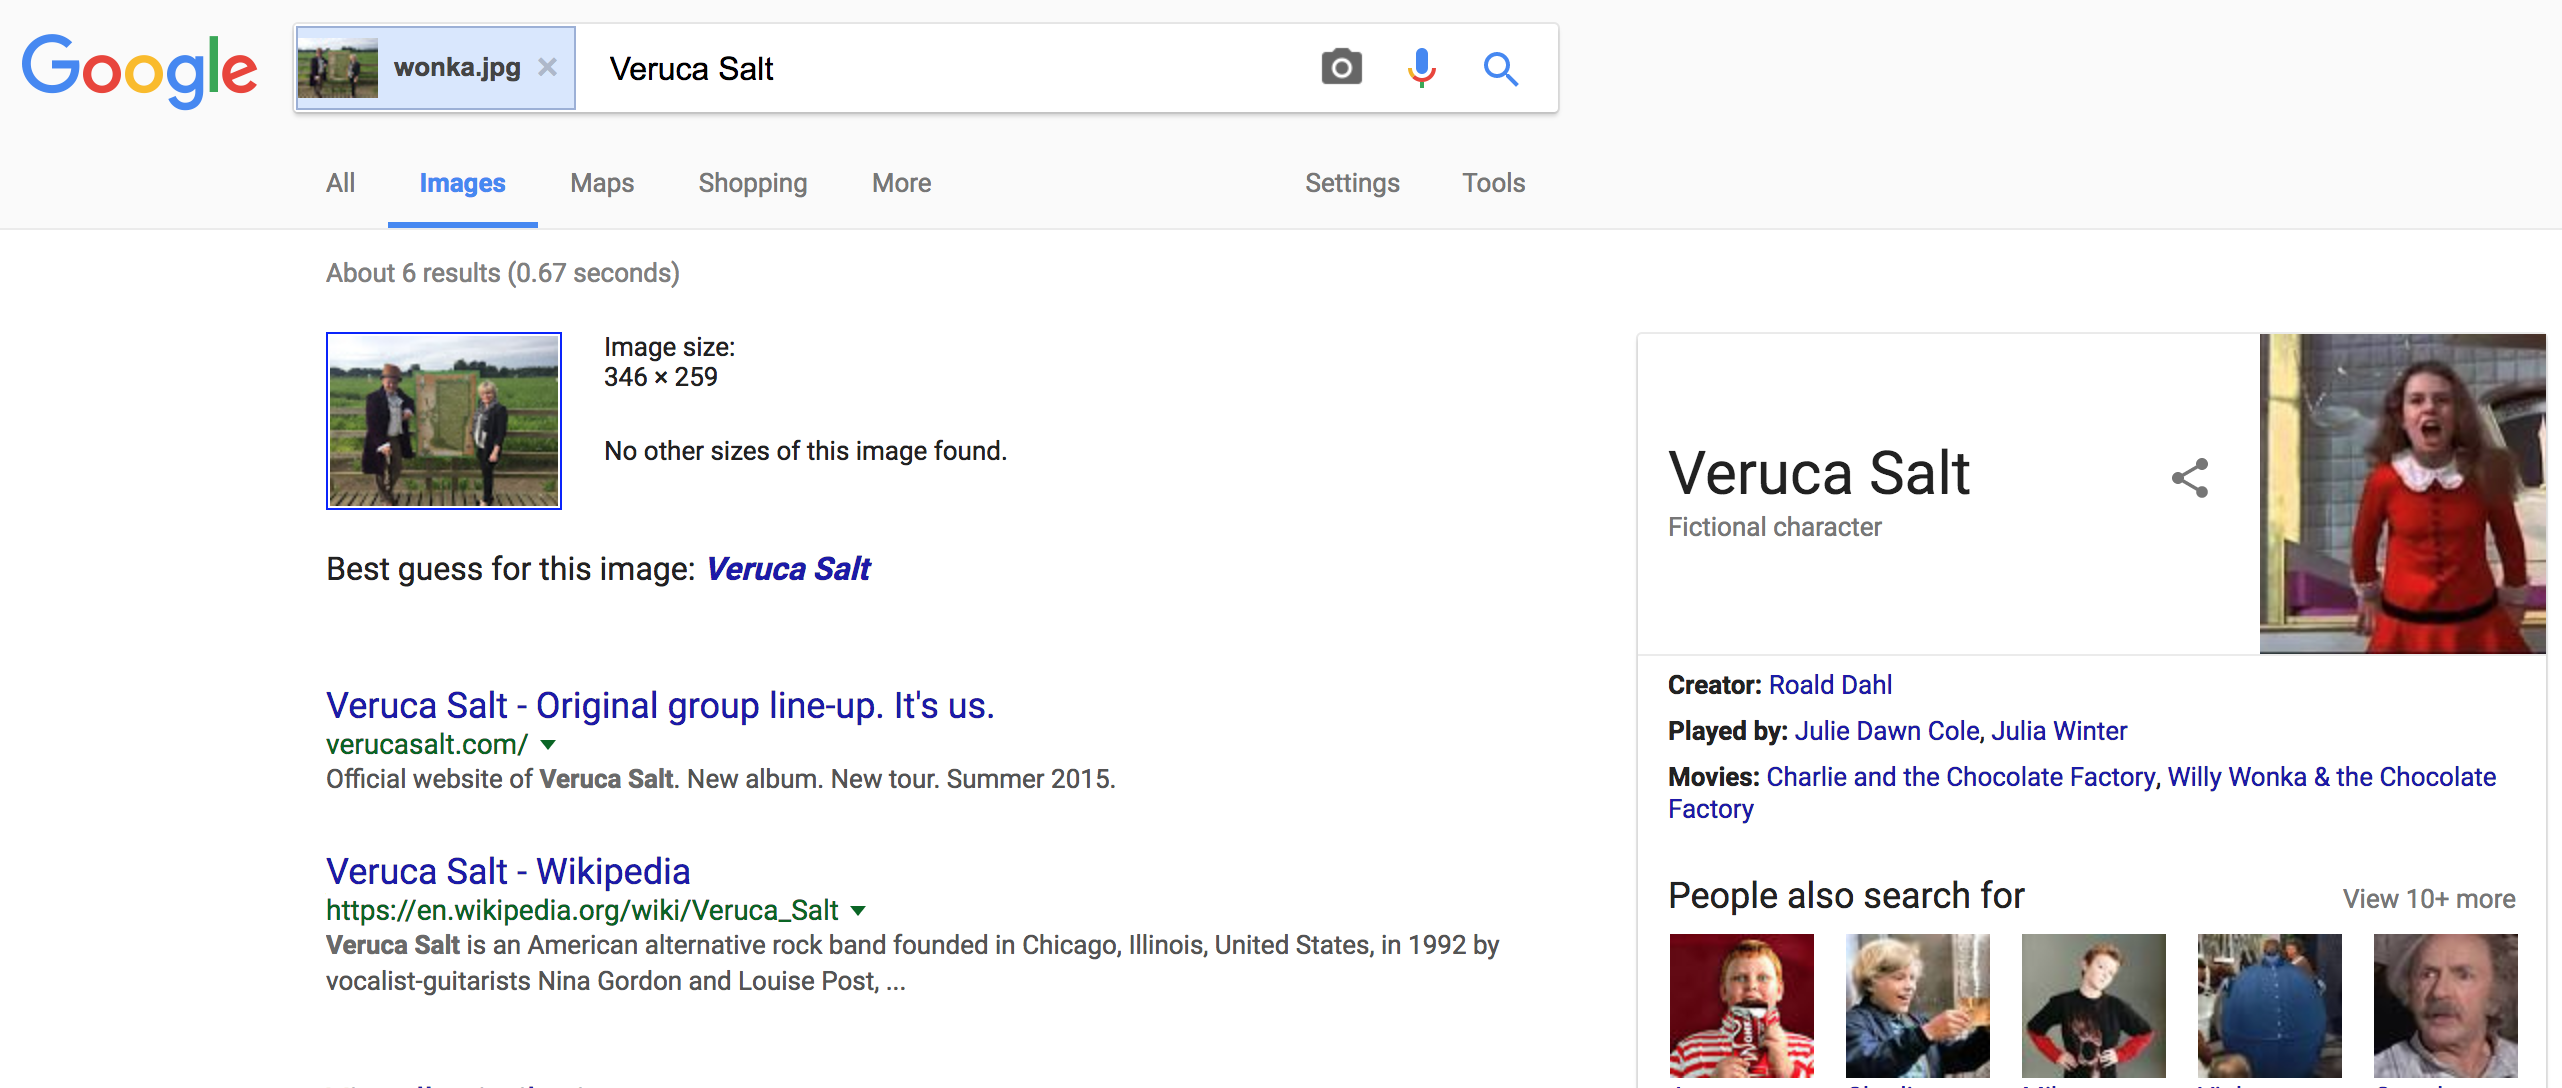 Google
wonka.jpg × Veruca Salt
All Images Maps Shopping More Settings Tools
About 6 results (0.67 seconds)
Image size:
346 × 259
No other sizes of this image found.
Best guess for this image: Veruca Salt
Veruca Salt - Original group line-up. It's us.
verucasalt.com/
Official website of Veruca Salt. New album. New tour. Summer 2015.
Veruca Salt - Wikipedia
https://en.wikipedia.org/wiki/Veruca_Salt
Veruca Salt is an American alternative rock band founded in Chicago, Illinois, United States, in 1992 by
vocalist-guitarists Nina Gordon and Louise Post, ...
Veruca Salt
Fictional character
Creator: Roald Dahl
Played by: Julie Dawn Cole, Julia Winter
Movies: Charlie and the Chocolate Factory, Willy Wonka & the Chocolate
Factory
People also search for View 10+ more